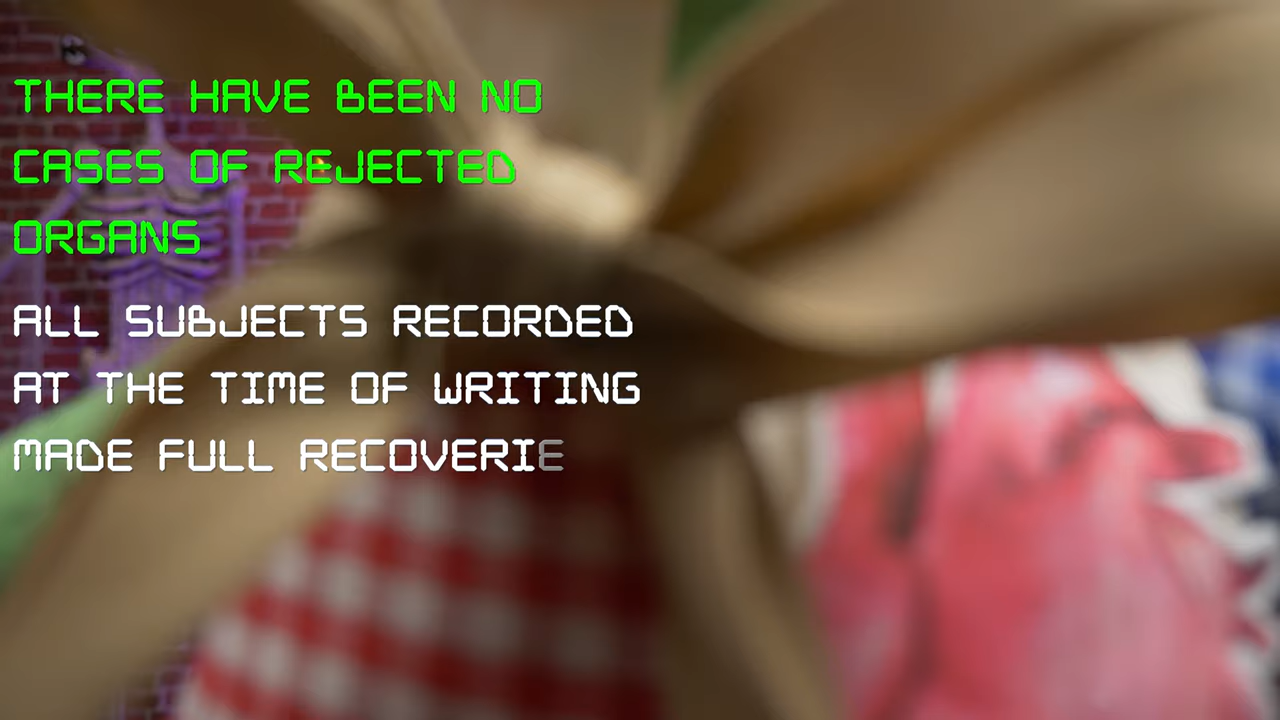 THERE HAVE BEEN NO
CASES OF REJECTED
ORGANS
ALL SUBJECTS RECORDED
AT THE TIME OF WRITING
MADE FULL RECOVERIE